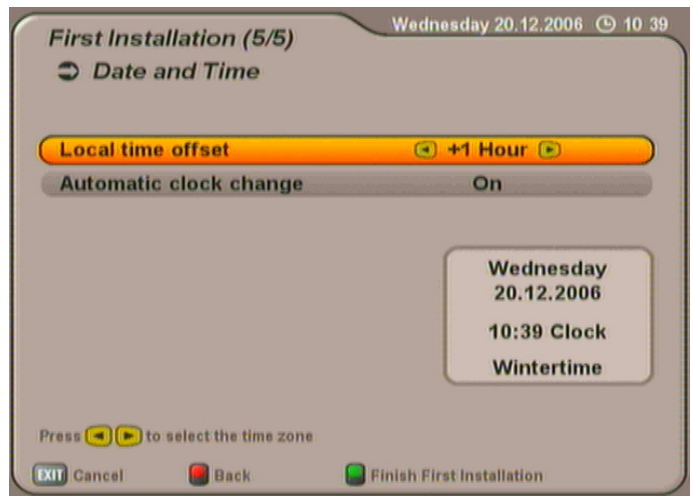 Wednesday 20.12.2006 10 39
First Installation (5/5)
Date and Time
Local time offset +1 Hour
Automatic clock change On
Wednesday
20.12.2006
10:39 Clock
Wintertime
Press to select the time zone
EXIT Cancel Back Finish First Installation